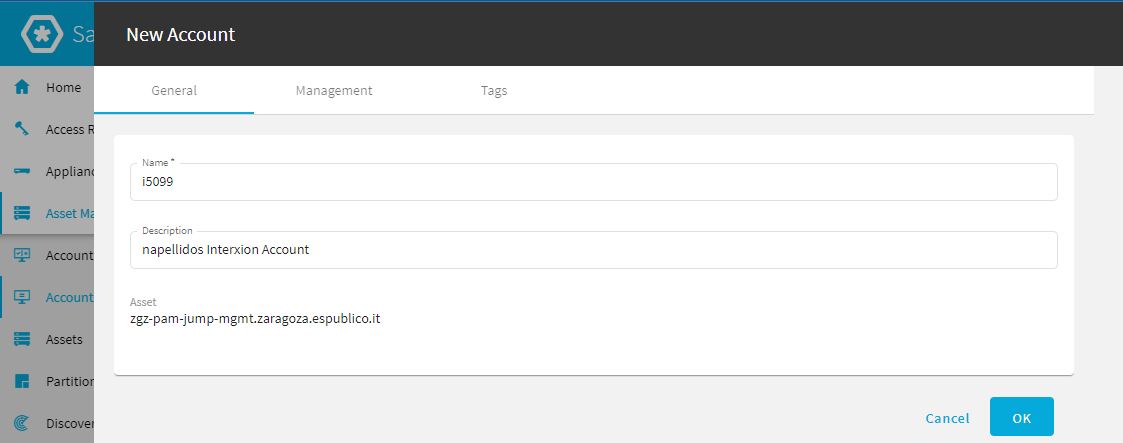 Sa
New Account
Home
Access R
Applianc
Asset Ma
Account
Account
Assets
Partition
Discover
General
Management
Tags
Name *
i5099
Description
napellidos Interxion Account
Asset
zgz-pam-jump-mgmt.zaragoza.espublico.it
Cancel
OK